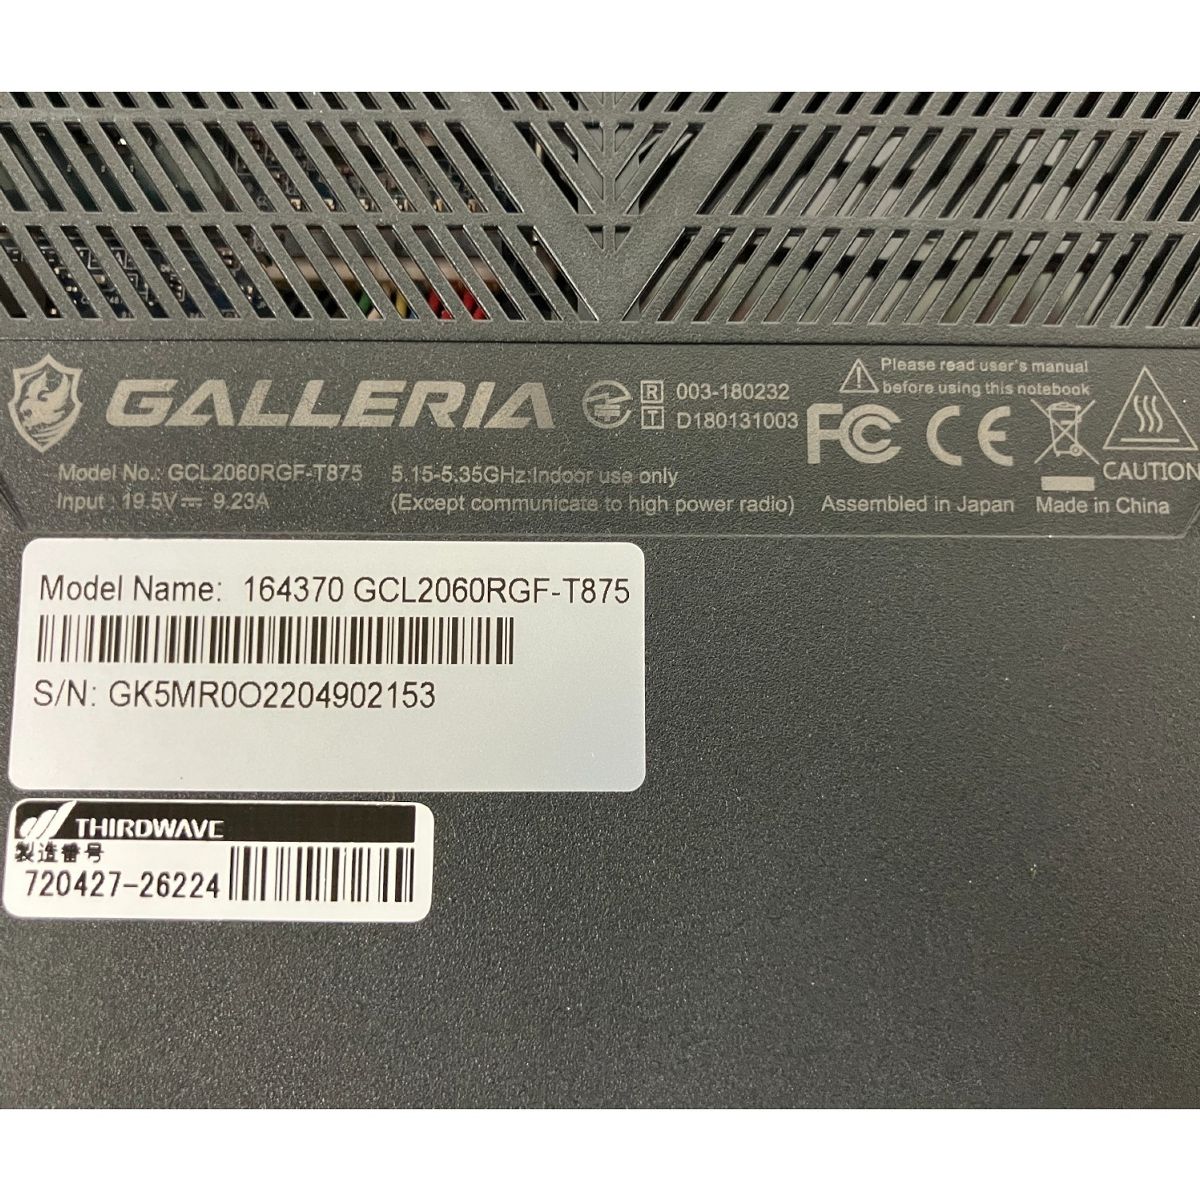 GALLERIA
R 003-180232
T D180131003
Please read user's manual
before using this notebook
FC CE
CAUTION
Model No.: GCL2060RGF-T875
Input : 19.5V⎓ 9.23A
5.15-5.35GHz:Indoor use only
(Except communicate to high power radio)
Assembled in Japan
Made in China
Model Name: 164370 GCL2060RGF-T875
S/N: GK5MR0O2204902153
THIRDWAVE
製造番号
720427-26224